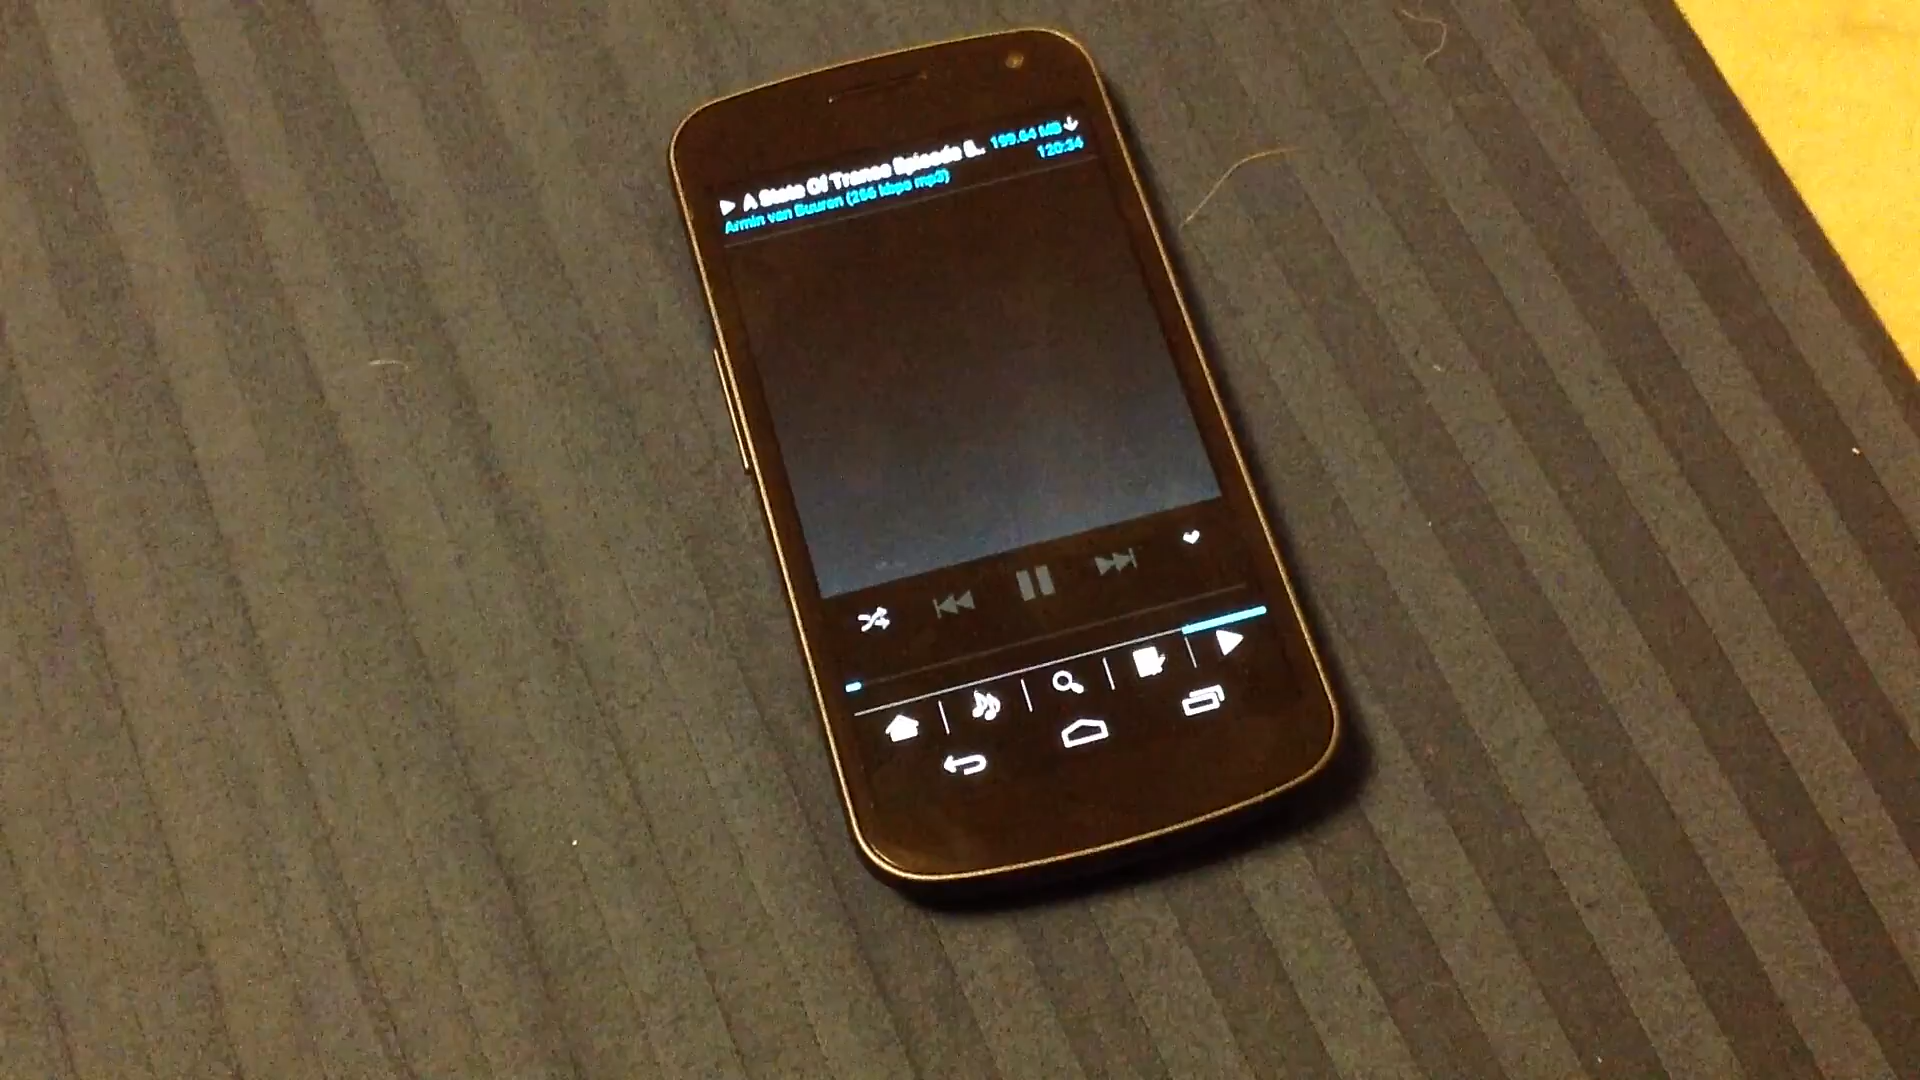 A State Of Trance Episode 199.64 MB
120:34
Armin van Buuren (256 kbps mp3)